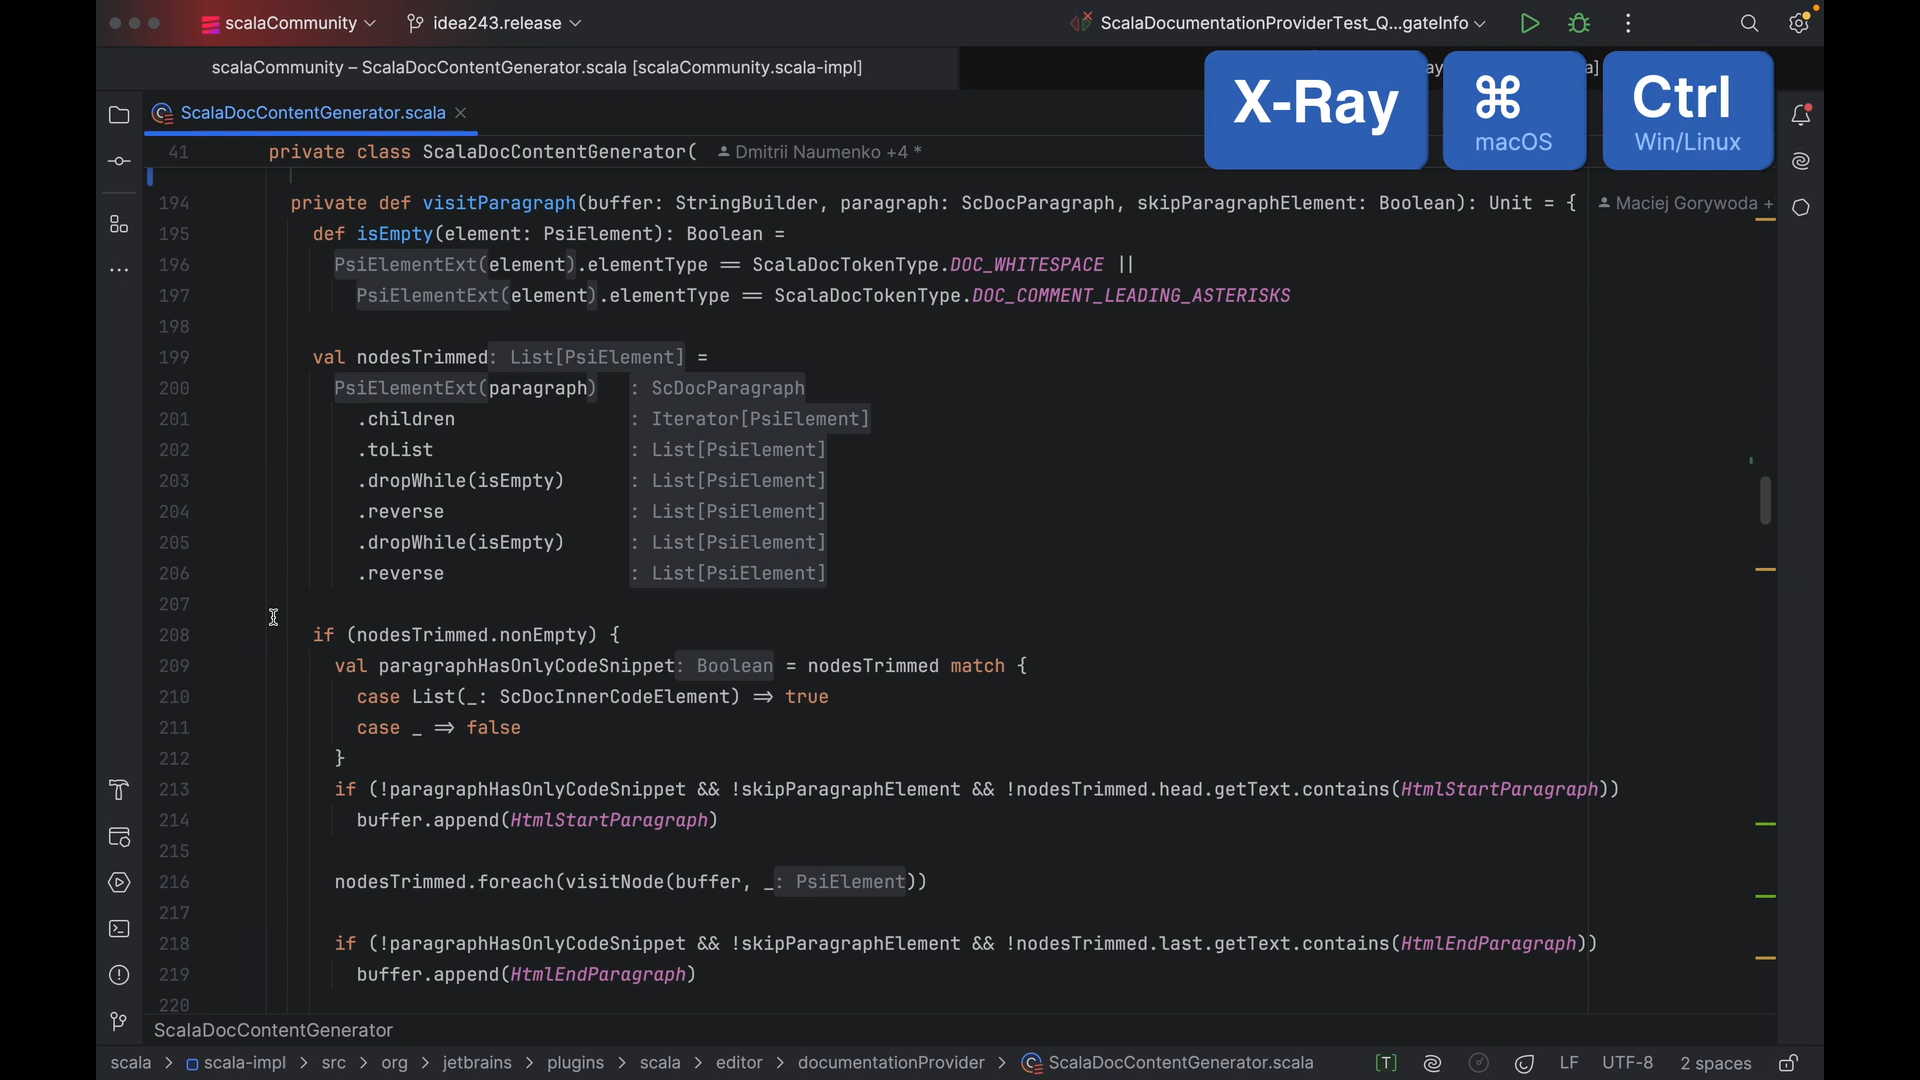 scalaCommunity
idea243.release
ScalaDocumentationProviderTest_Q...gateInfo
scalaCommunity – ScalaDocContentGenerator.scala [scalaCommunity.scala-impl]
X-Ray
⌘
macOS
Ctrl
Win/Linux
ScalaDocContentGenerator.scala
41 private class ScalaDocContentGenerator( Dmitrii Naumenko +4 *
194 private def visitParagraph(buffer: StringBuilder, paragraph: ScDocParagraph, skipParagraphElement: Boolean): Unit = { Maciej Gorywoda +
195 def isEmpty(element: PsiElement): Boolean =
196 PsiElementExt(element).elementType == ScalaDocTokenType.DOC_WHITESPACE ||
197 PsiElementExt(element).elementType == ScalaDocTokenType.DOC_COMMENT_LEADING_ASTERISKS
198
199 val nodesTrimmed: List[PsiElement] =
200 PsiElementExt(paragraph) : ScDocParagraph
201 .children : Iterator[PsiElement]
202 .toList : List[PsiElement]
203 .dropWhile(isEmpty) : List[PsiElement]
204 .reverse : List[PsiElement]
205 .dropWhile(isEmpty) : List[PsiElement]
206 .reverse : List[PsiElement]
207
208 if (nodesTrimmed.nonEmpty) {
209 val paragraphHasOnlyCodeSnippet: Boolean = nodesTrimmed match {
210 case List(_: ScDocInnerCodeElement) => true
211 case _ => false
212 }
213 if (!paragraphHasOnlyCodeSnippet && !skipParagraphElement && !nodesTrimmed.head.getText.contains(HtmlStartParagraph))
214 buffer.append(HtmlStartParagraph)
215
216 nodesTrimmed.foreach(visitNode(buffer, _: PsiElement))
217
218 if (!paragraphHasOnlyCodeSnippet && !skipParagraphElement && !nodesTrimmed.last.getText.contains(HtmlEndParagraph))
219 buffer.append(HtmlEndParagraph)
220
ScalaDocContentGenerator
scala > scala-impl > src > org > jetbrains > plugins > scala > editor > documentationProvider > ScalaDocContentGenerator.scala [T] LF UTF-8 2 spaces